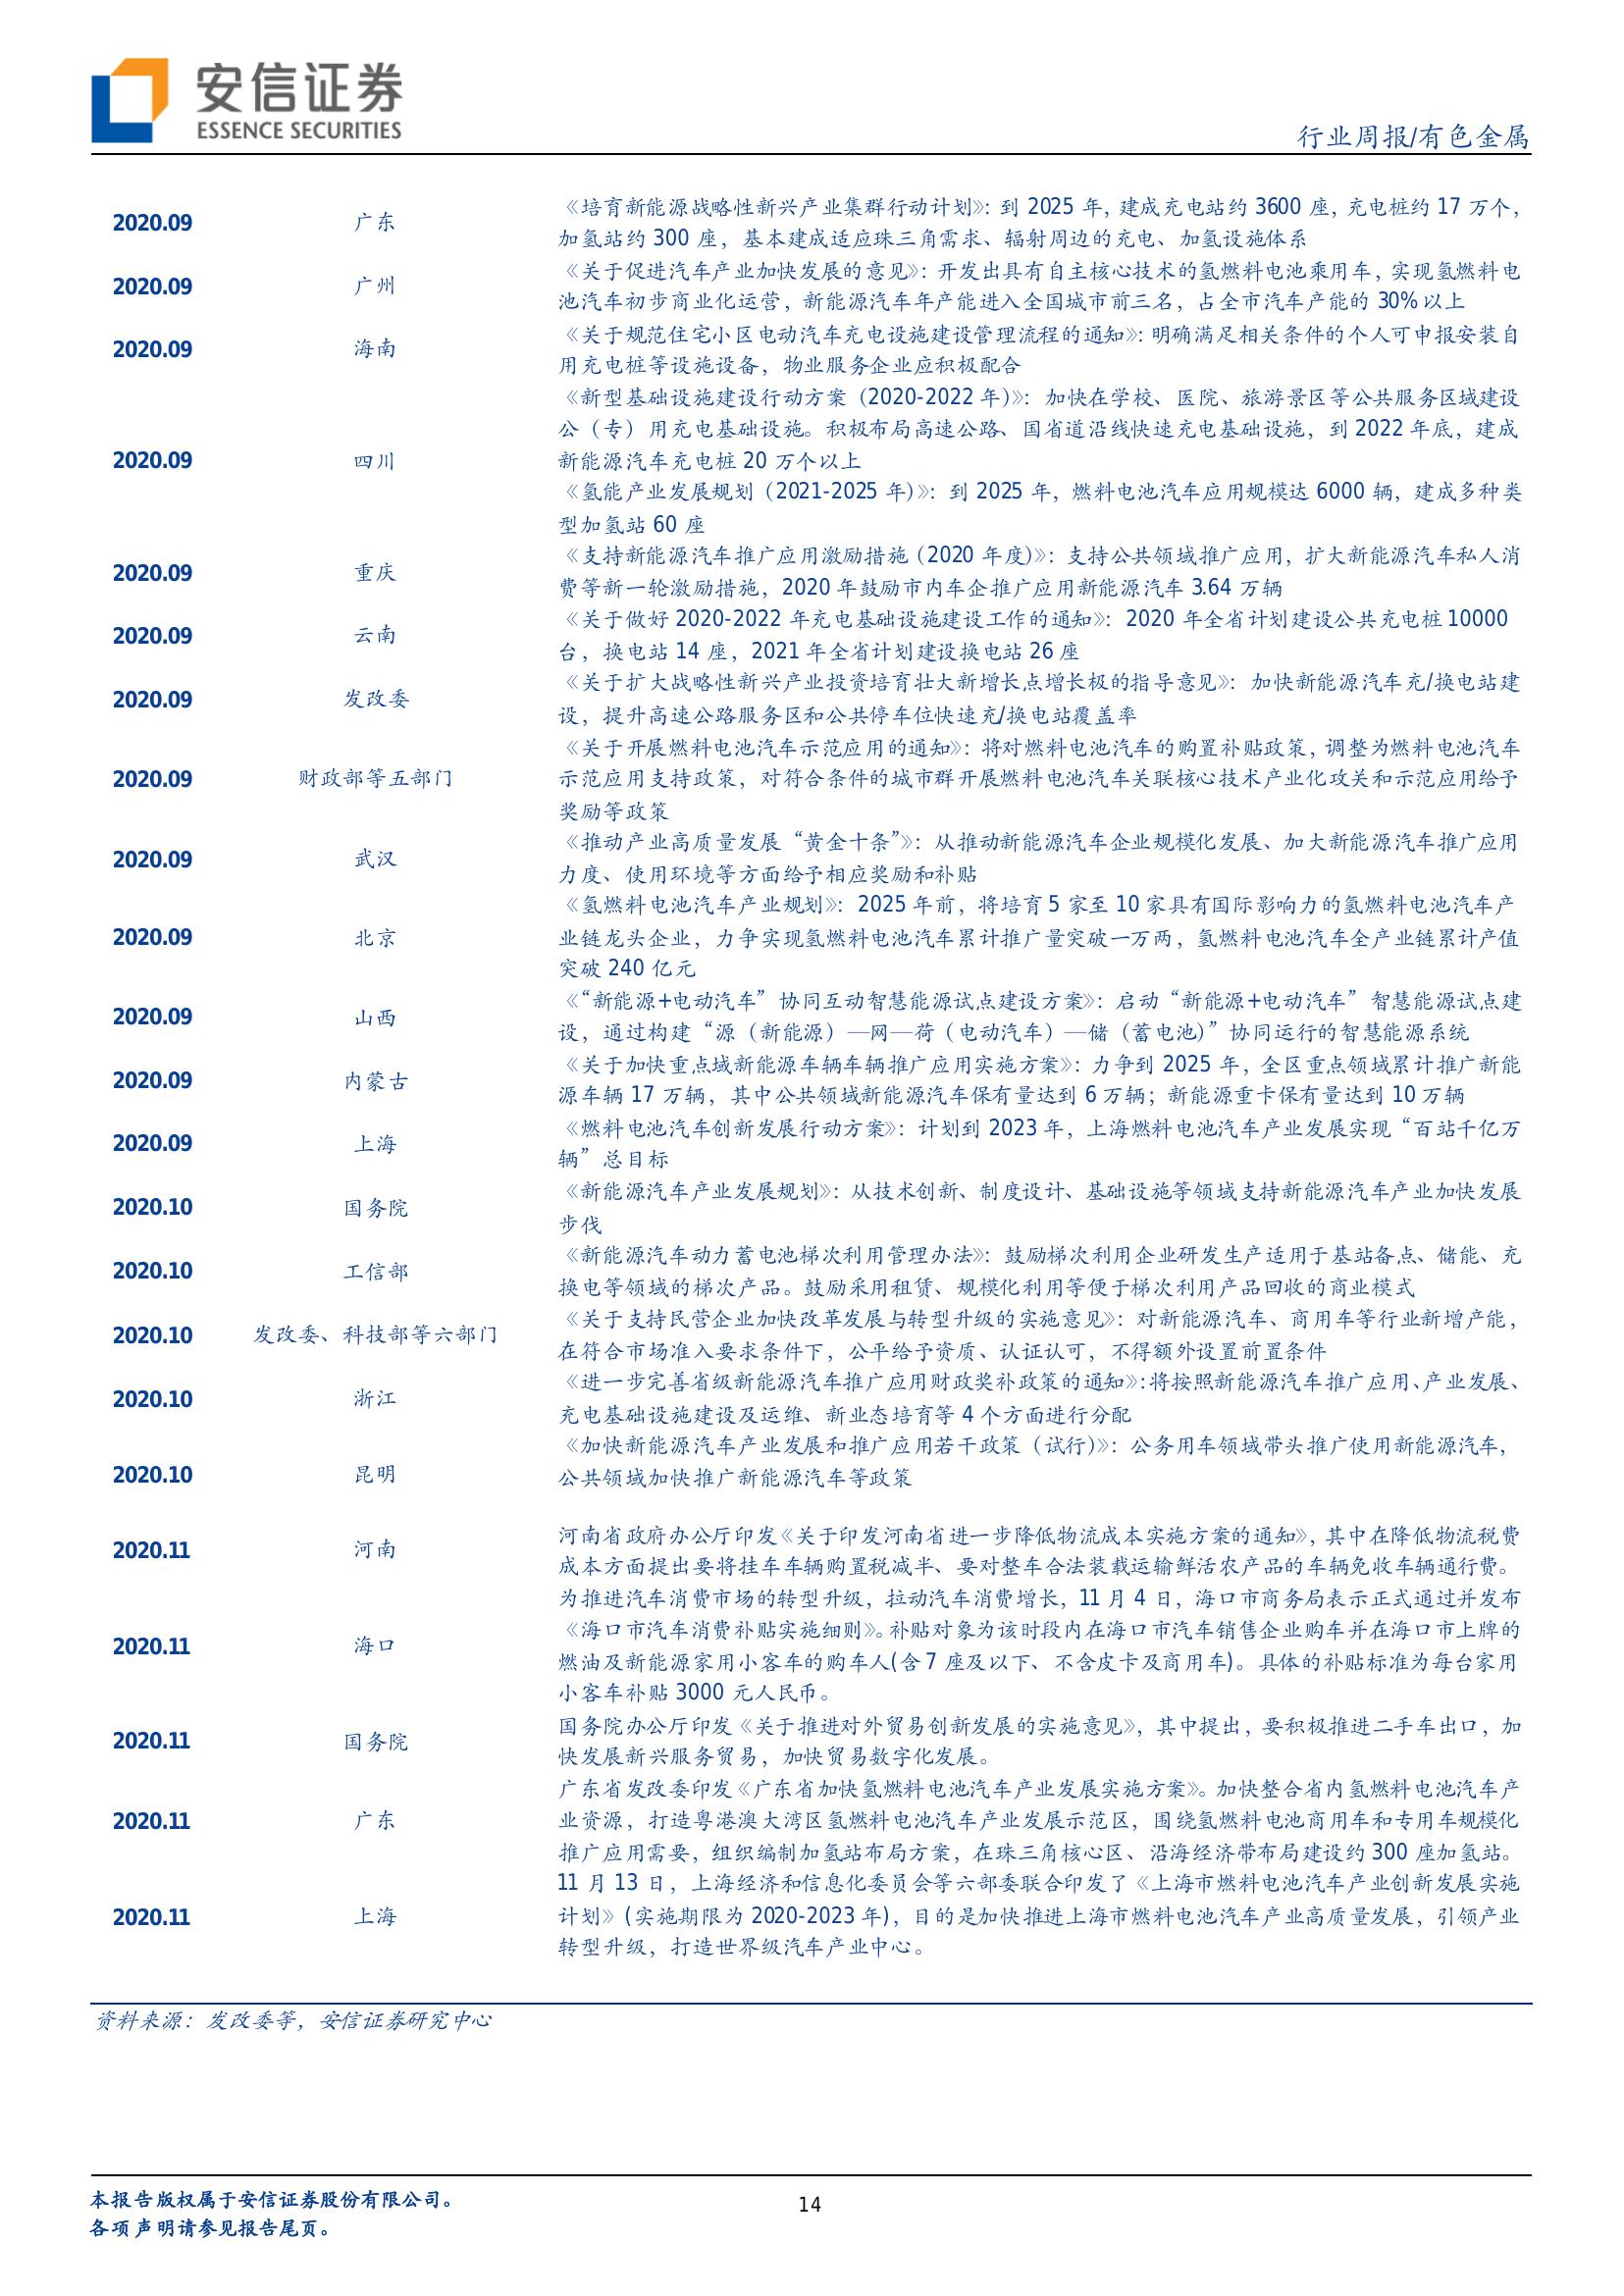 安信证券
ESSENCE SECURITIES
行业周报/有色金属
2020.09 广东 《培育新能源战略性新兴产业集群行动计划》：到 2025 年，建成充电站约 3600 座，充电桩约 17 万个，
加氢站约 300 座，基本建成适应珠三角需求、辐射周边的充电、加氢设施体系
2020.09 广州 《关于促进汽车产业加快发展的意见》：开发出具有自主核心技术的氢燃料电池乘用车，实现氢燃料电
池汽车初步商业化运营，新能源汽车年产能进入全国城市前三名，占全市汽车产能的 30%以上
2020.09 海南 《关于规范住宅小区电动汽车充电设施建设管理流程的通知》：明确满足相关条件的个人可申报安装自
用充电桩等设施设备，物业服务企业应积极配合
2020.09 四川 《新型基础设施建设行动方案（2020-2022 年）》：加快在学校、医院、旅游景区等公共服务区域建设
公（专）用充电基础设施。积极布局高速公路、国省道沿线快速充电基础设施，到 2022 年底，建成
新能源汽车充电桩 20 万个以上
《氢能产业发展规划（2021-2025 年）》：到 2025 年，燃料电池汽车应用规模达 6000 辆，建成多种类
型加氢站 60 座
2020.09 重庆 《支持新能源汽车推广应用激励措施（2020 年度）》：支持公共领域推广应用，扩大新能源汽车私人消
费等新一轮激励措施，2020 年鼓励市内车企推广应用新能源汽车 3.64 万辆
2020.09 云南 《关于做好 2020-2022 年充电基础设施建设工作的通知》：2020 年全省计划建设公共充电桩 10000
台，换电站 14 座，2021 年全省计划建设换电站 26 座
2020.09 发改委 《关于扩大战略性新兴产业投资培育壮大新增长点增长极的指导意见》：加快新能源汽车充/换电站建
设，提升高速公路服务区和公共停车位快速充/换电站覆盖率
2020.09 财政部等五部门 《关于开展燃料电池汽车示范应用的通知》：将对燃料电池汽车的购置补贴政策，调整为燃料电池汽车
示范应用支持政策，对符合条件的城市群开展燃料电池汽车关联核心技术产业化攻关和示范应用给予
奖励等政策
2020.09 武汉 《推动产业高质量发展“黄金十条”》：从推动新能源汽车企业规模化发展、加大新能源汽车推广应用
力度、使用环境等方面给予相应奖励和补贴
2020.09 北京 《氢燃料电池汽车产业规划》：2025 年前，将培育 5 家至 10 家具有国际影响力的氢燃料电池汽车产
业链龙头企业，力争实现氢燃料电池汽车累计推广量突破一万两，氢燃料电池汽车全产业链累计产值
突破 240 亿元
2020.09 山西 《“新能源+电动汽车”协同互动智慧能源试点建设方案》：启动“新能源+电动汽车”智慧能源试点建
设，通过构建“源（新能源）—网—荷（电动汽车）—储（蓄电池）”协同运行的智慧能源系统
2020.09 内蒙古 《关于加快重点域新能源车辆车辆推广应用实施方案》：力争到 2025 年，全区重点领域累计推广新能
源车辆 17 万辆，其中公共领域新能源汽车保有量达到 6 万辆；新能源重卡保有量达到 10 万辆
2020.09 上海 《燃料电池汽车创新发展行动方案》：计划到 2023 年，上海燃料电池汽车产业发展实现“百站千亿万
辆”总目标
2020.10 国务院 《新能源汽车产业发展规划》：从技术创新、制度设计、基础设施等领域支持新能源汽车产业加快发展
步伐
2020.10 工信部 《新能源汽车动力蓄电池梯次利用管理办法》：鼓励梯次利用企业研发生产适用于基站备点、储能、充
换电等领域的梯次产品。鼓励采用租赁、规模化利用等便于梯次利用产品回收的商业模式
2020.10 发改委、科技部等六部门 《关于支持民营企业加快改革发展与转型升级的实施意见》：对新能源汽车、商用车等行业新增产能，
在符合市场准入要求条件下，公平给予资质、认证认可，不得额外设置前置条件
2020.10 浙江 《进一步完善省级新能源汽车推广应用财政奖补政策的通知》：将按照新能源汽车推广应用、产业发展、
充电基础设施建设及运维、新业态培育等 4 个方面进行分配
2020.10 昆明 《加快新能源汽车产业发展和推广应用若干政策（试行）》：公务用车领域带头推广使用新能源汽车，
公共领域加快推广新能源汽车等政策
2020.11 河南 河南省政府办公厅印发《关于印发河南省进一步降低物流成本实施方案的通知》，其中在降低物流税费
成本方面提出要将挂车车辆购置税减半、要对整车合法装载运输鲜活农产品的车辆免收车辆通行费。
2020.11 海口 为推进汽车消费市场的转型升级，拉动汽车消费增长，11 月 4 日，海口市商务局表示正式通过并发布
《海口市汽车消费补贴实施细则》。补贴对象为该时段内在海口市汽车销售企业购车并在海口市上牌的
燃油及新能源家用小客车的购车人(含 7 座及以下、不含皮卡及商用车)。具体的补贴标准为每台家用
小客车补贴 3000 元人民币。
2020.11 国务院 国务院办公厅印发《关于推进对外贸易创新发展的实施意见》，其中提出，要积极推进二手车出口，加
快发展新兴服务贸易，加快贸易数字化发展。
2020.11 广东 广东省发改委印发《广东省加快氢燃料电池汽车产业发展实施方案》。加快整合省内氢燃料电池汽车产
业资源，打造粤港澳大湾区氢燃料电池汽车产业发展示范区，围绕氢燃料电池商用车和专用车规模化
推广应用需要，组织编制加氢站布局方案，在珠三角核心区、沿海经济带布局建设约 300 座加氢站。
2020.11 上海 11 月 13 日，上海经济和信息化委员会等六部委联合印发了《上海市燃料电池汽车产业创新发展实施
计划》(实施期限为 2020-2023 年)，目的是加快推进上海市燃料电池汽车产业高质量发展，引领产业
转型升级，打造世界级汽车产业中心。
资料来源：发改委等，安信证券研究中心
本报告版权属于安信证券股份有限公司。
各项声明请参见报告尾页。
14